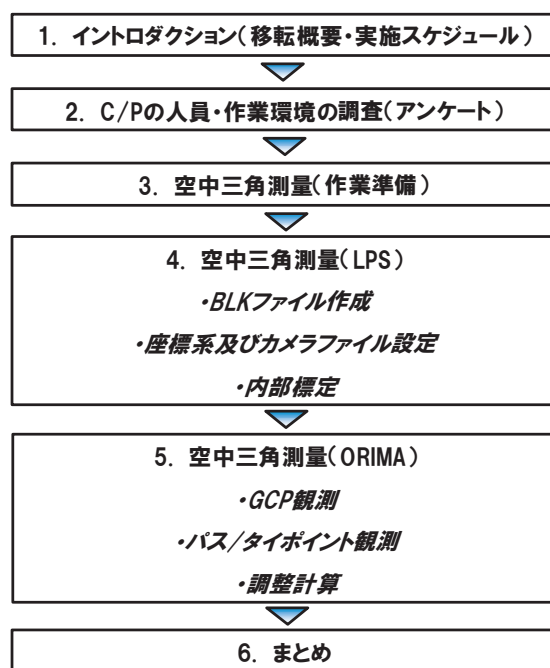 1. イントロダクション(移転概要・実施スケジュール)
2. C/Pの人員・作業環境の調査(アンケート)
3. 空中三角測量(作業準備)
4. 空中三角測量(LPS)
・BLKファイル作成
・座標系及びカメラファイル設定
・内部標定
5. 空中三角測量(ORIMA)
・GCP観測
・パス/タイポイント観測
・調整計算
6. まとめ